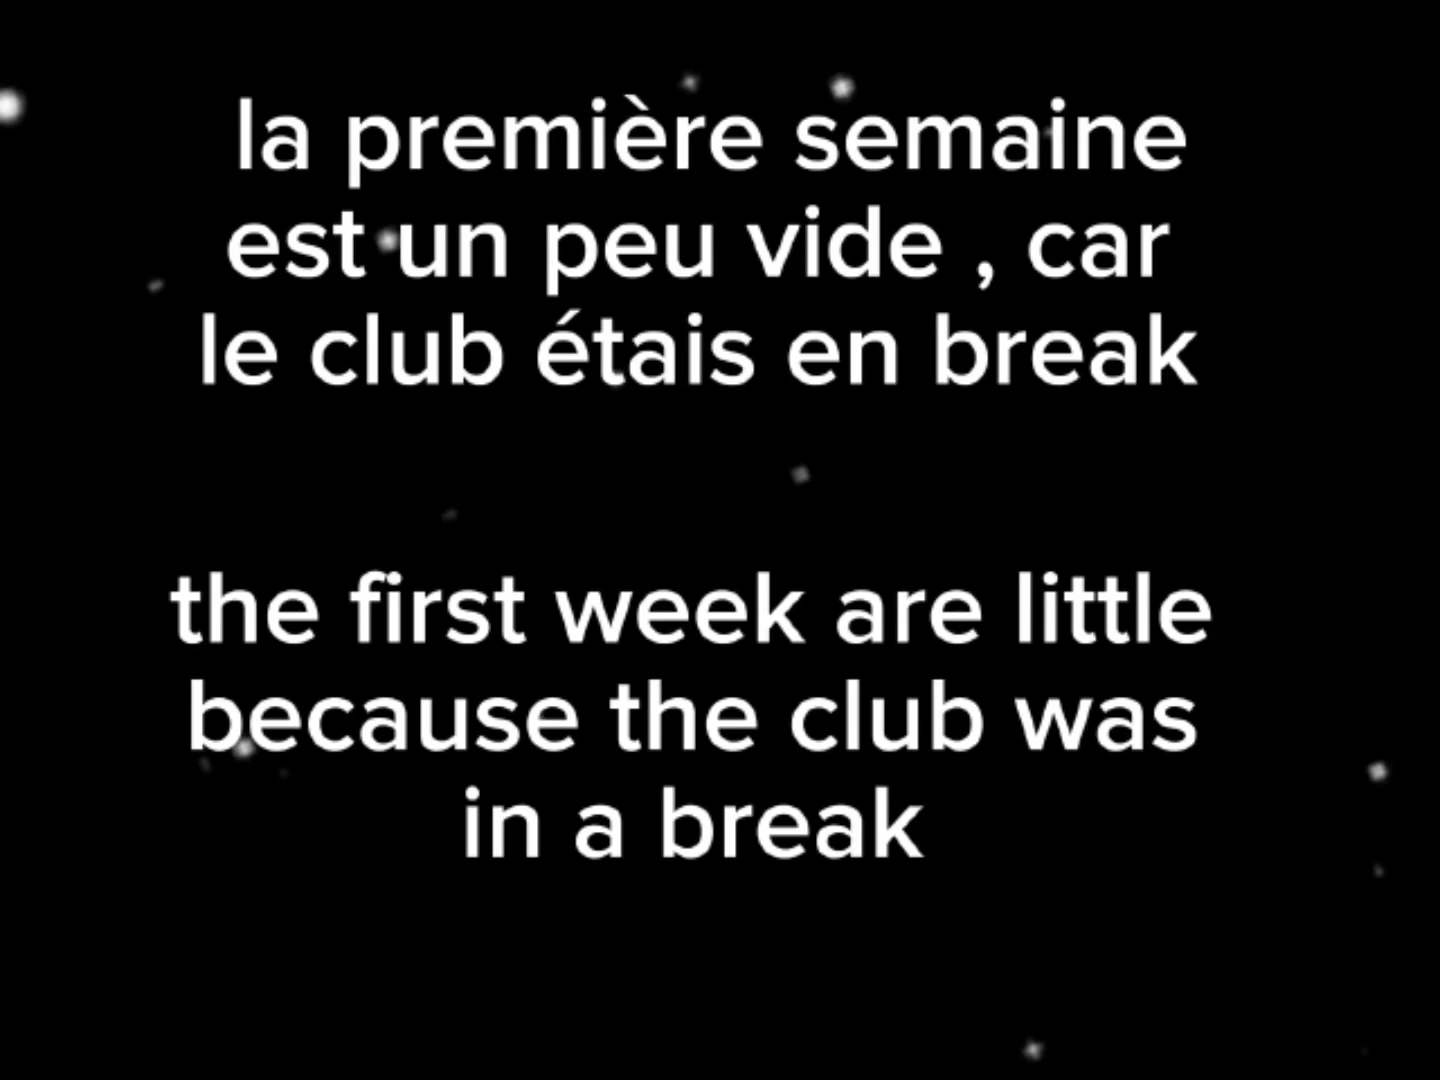 la première semaine
est un peu vide , car
le club étais en break
the first week are little
because the club was
in a break